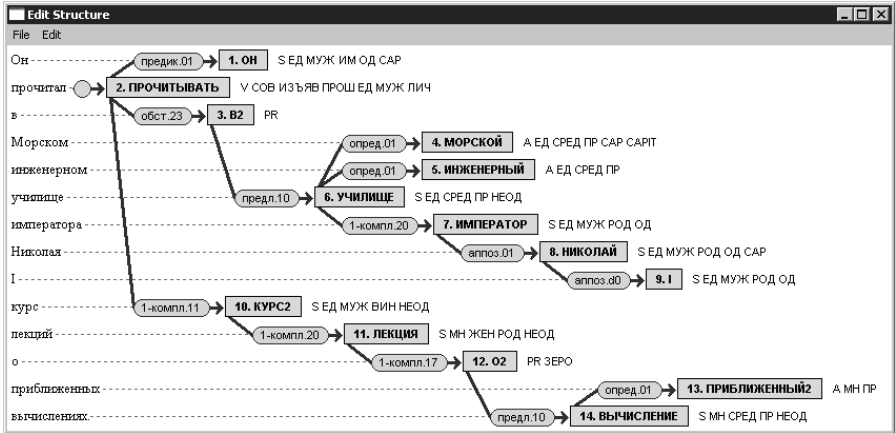 Edit Structure
File Edit
Он предик.01 1. ОН S ЕД МУЖ ИМ ОД CAP
прочитал 2. ПРОЧИТЫВАТЬ V СОВ ИЗЪЯВ ПРОШ ЕД МУЖ ЛИЧ
в обст.23 3. В2 PR
Морском опред.01 4. МОРСКОЙ A ЕД СРЕД ПР CAP CAPIT
инженерном опред.01 5. ИНЖЕНЕРНЫЙ A ЕД СРЕД ПР
училище предл.10 6. УЧИЛИЩЕ S ЕД СРЕД ПР НЕОД
императора 1-компл.20 7. ИМПЕРАТОР S ЕД МУЖ РОД ОД
Николая аппоз.01 8. НИКОЛАЙ S ЕД МУЖ РОД ОД CAP
I аппоз.d0 9. I S ЕД МУЖ РОД ОД
курс 1-компл.11 10. КУРС2 S ЕД МУЖ ВИН НЕОД
лекций 1-компл.20 11. ЛЕКЦИЯ S МН ЖЕН РОД НЕОД
о 1-компл.17 12. О2 PR ЗЕРО
приближенных опред.01 13. ПРИБЛИЖЕННЫЙ2 A МН ПР
вычислениях. предл.10 14. ВЫЧИСЛЕНИЕ S МН СРЕД ПР НЕОД